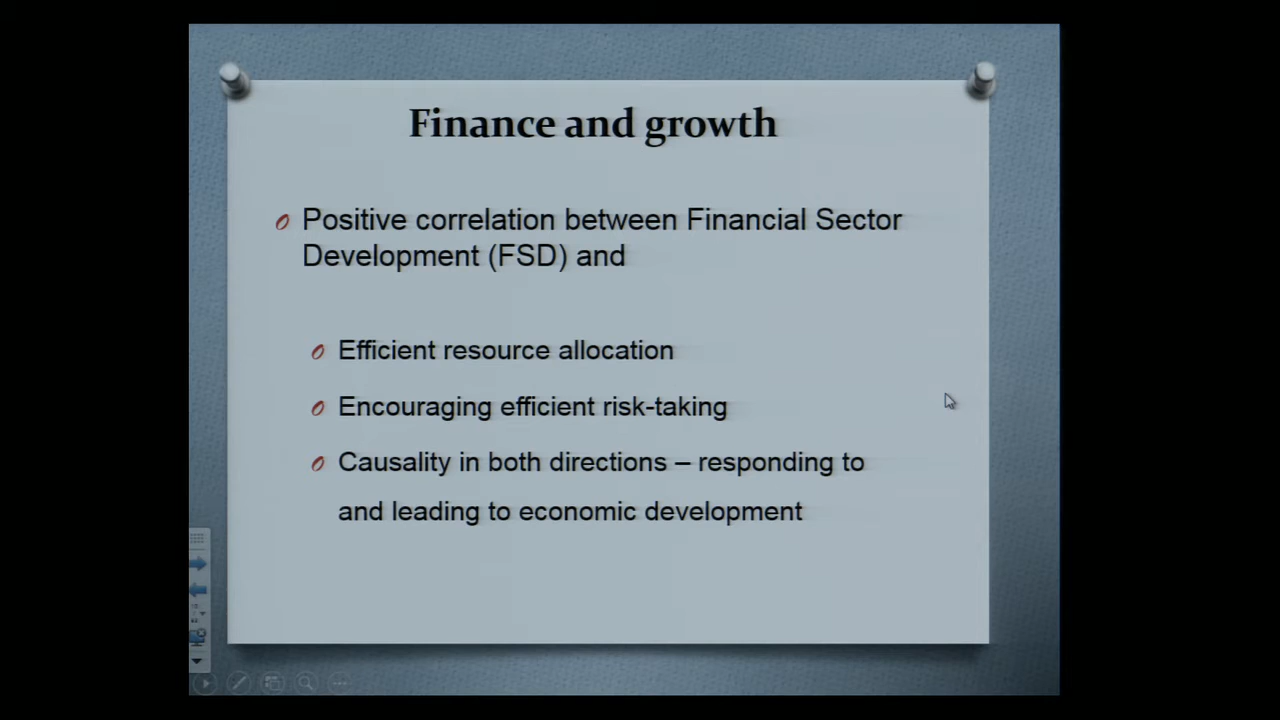 Finance and growth
Positive correlation between Financial Sector
Development (FSD) and
Efficient resource allocation
Encouraging efficient risk-taking
Causality in both directions – responding to
and leading to economic development